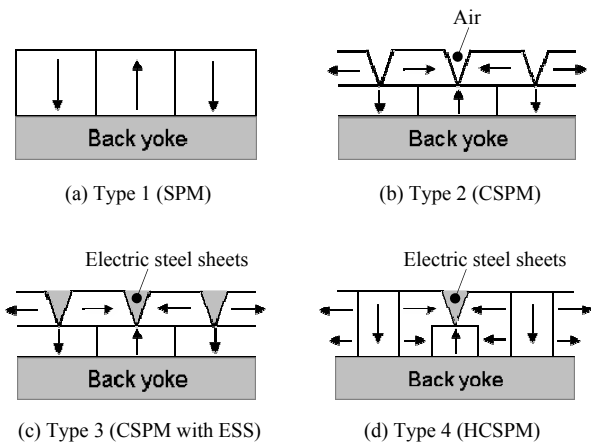 Air
Back yoke
Back yoke
(a) Type 1 (SPM)
(b) Type 2 (CSPM)
Electric steel sheets
Electric steel sheets
Back yoke
Back yoke
(c) Type 3 (CSPM with ESS)
(d) Type 4 (HCSPM)